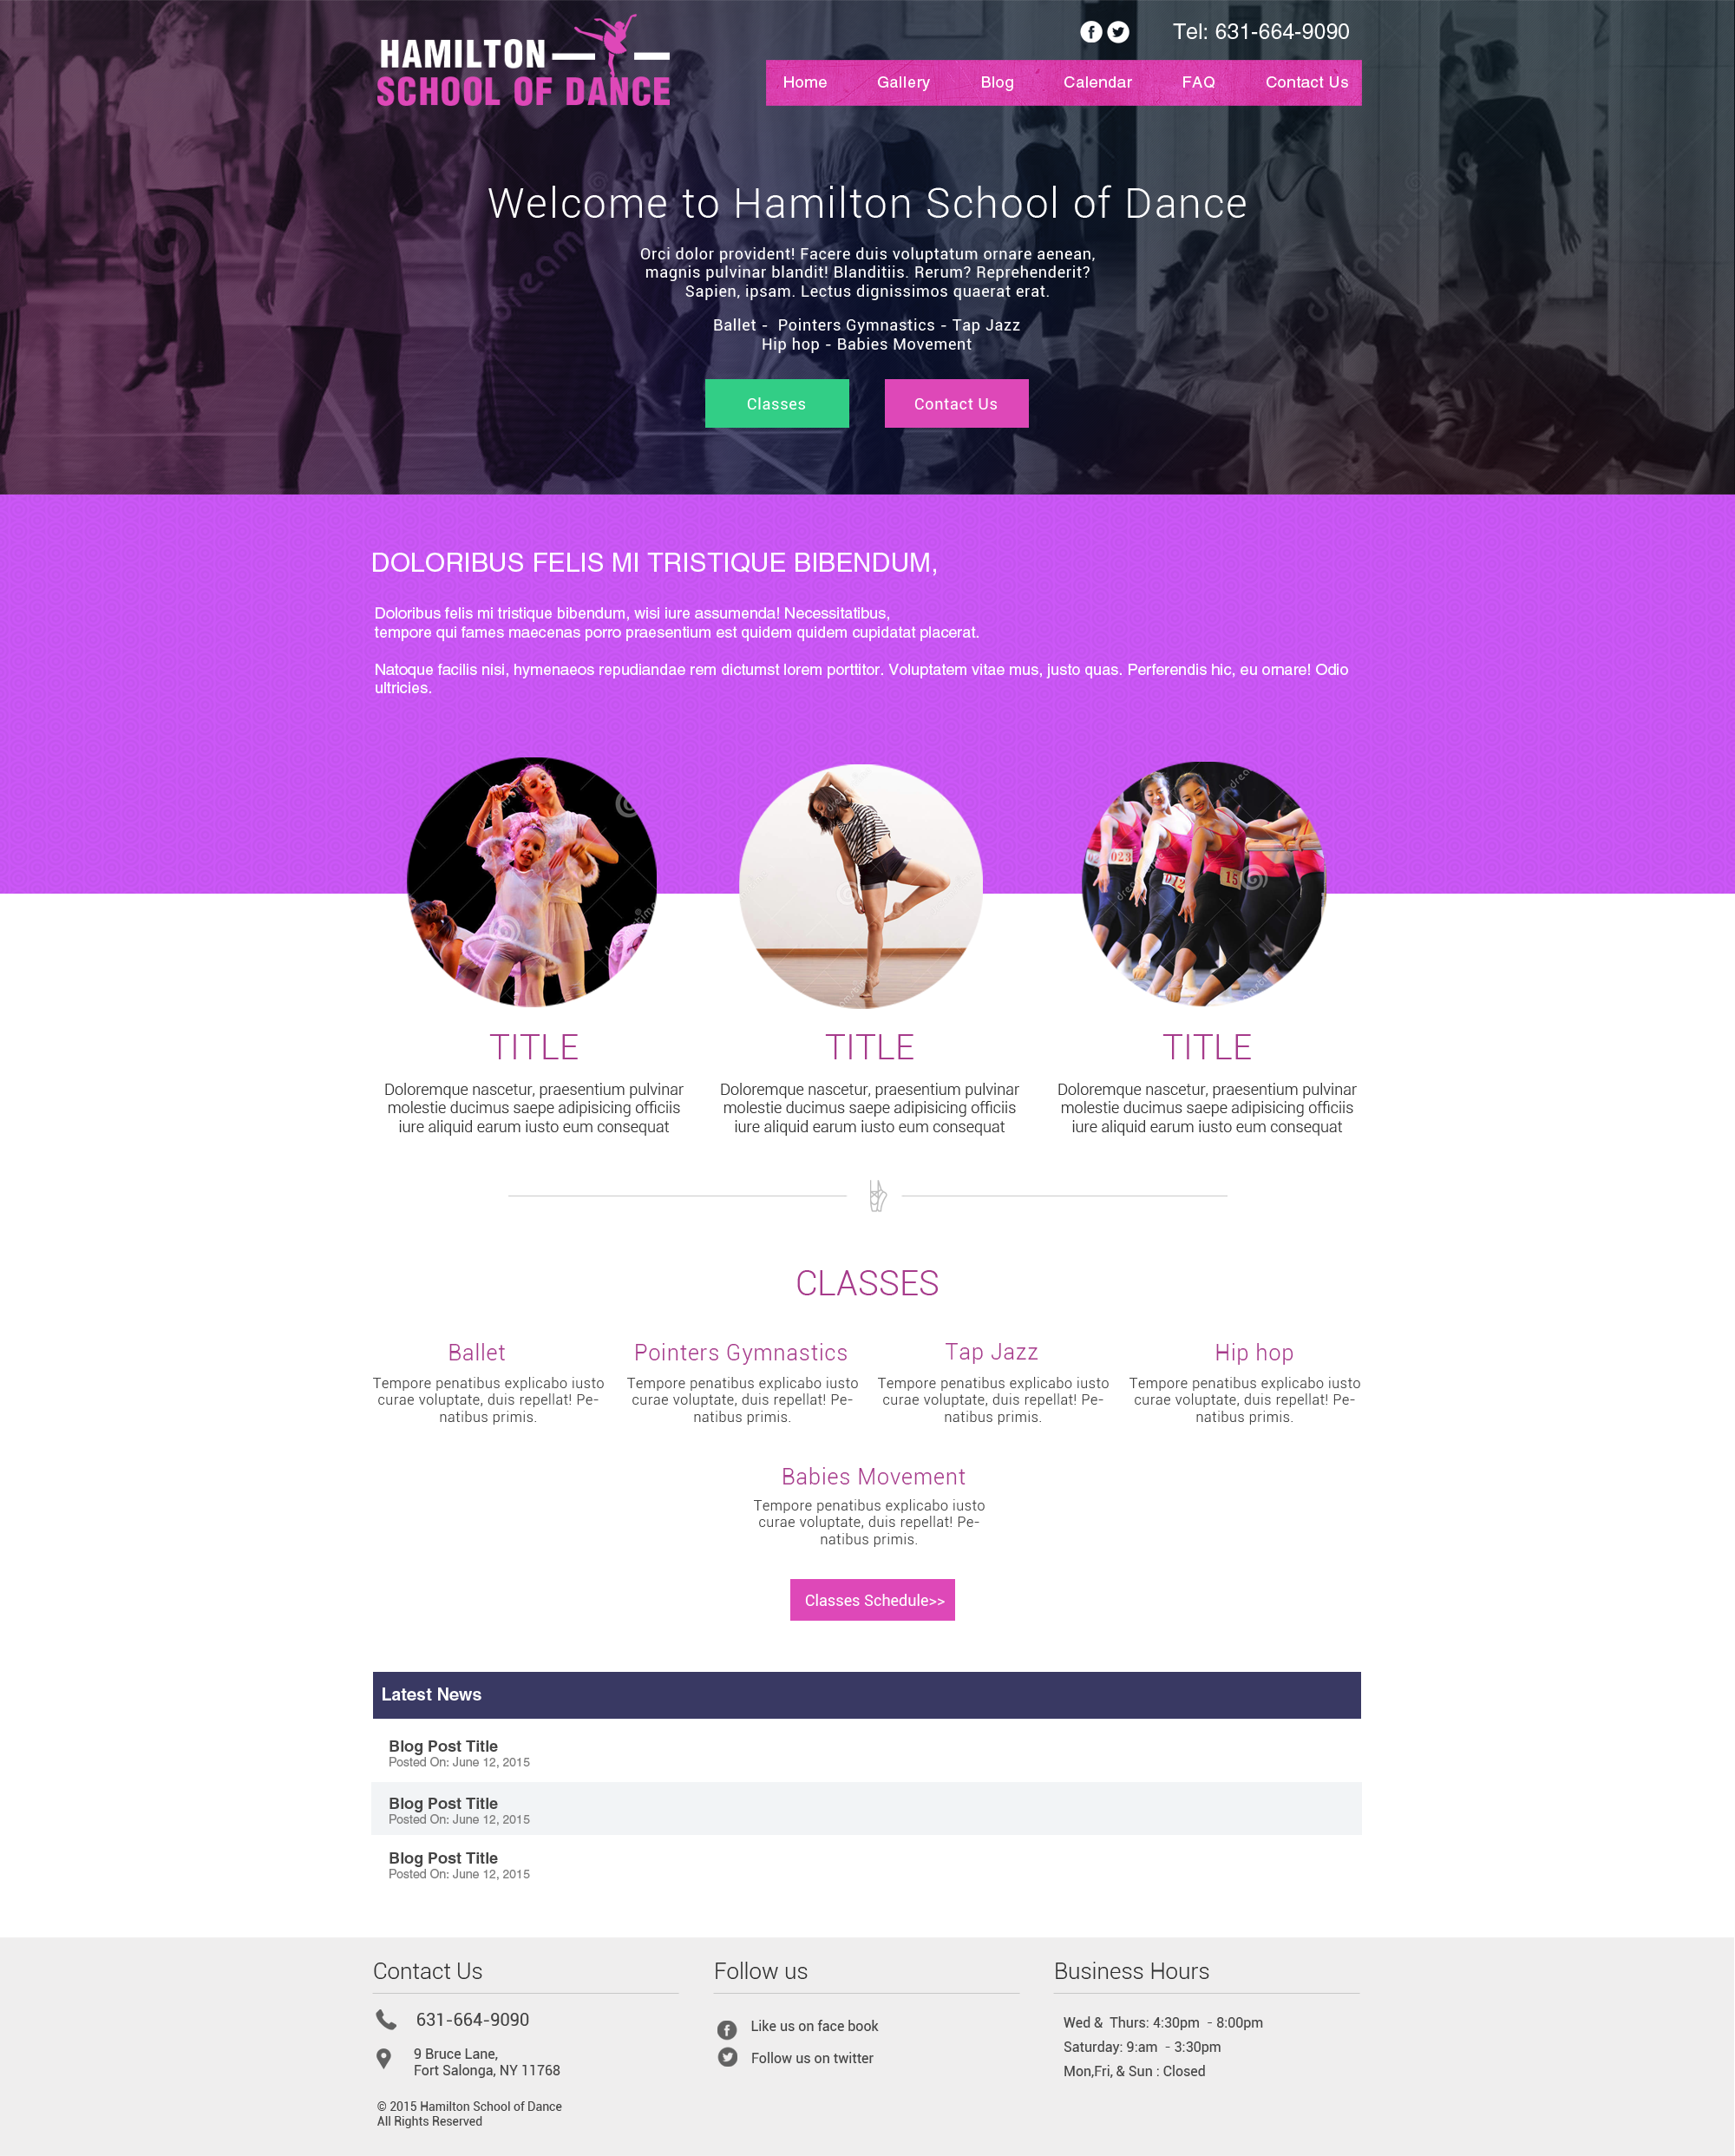 HAMILTON
SCHOOL OF DANCE
Tel: 631-664-9090
Home Gallery Blog Calendar FAQ Contact Us
Welcome to Hamilton School of Dance
Orci dolor provident! Facere duis voluptatum ornare aenean,
magnis pulvinar blandit! Blanditiis. Rerum? Reprehenderit?
Sapien, ipsam. Lectus dignissimos quaerat erat.
Ballet - Pointers Gymnastics - Tap Jazz
Hip hop - Babies Movement
Classes Contact Us
DOLORIBUS FELIS MI TRISTIQUE BIBENDUM,
Doloribus felis mi tristique bibendum, wisi iure assumenda! Necessitatibus,
tempore qui fames maecenas porro praesentium est quidem quidem cupidatat placerat.
Natoque facilis nisi, hymenaeos repudiandae rem dictumst lorem porttitor. Voluptatem vitae mus, justo quas. Perferendis hic, eu ornare! Odio
ultricies.
TITLE
Doloremque nascetur, praesentium pulvinar
molestie ducimus saepe adipisicing officiis
iure aliquid earum iusto eum consequat
TITLE
Doloremque nascetur, praesentium pulvinar
molestie ducimus saepe adipisicing officiis
iure aliquid earum iusto eum consequat
TITLE
Doloremque nascetur, praesentium pulvinar
molestie ducimus saepe adipisicing officiis
iure aliquid earum iusto eum consequat
CLASSES
Ballet
Tempore penatibus explicabo iusto
curae voluptate, duis repellat! Pe-
natibus primis.
Pointers Gymnastics
Tempore penatibus explicabo iusto
curae voluptate, duis repellat! Pe-
natibus primis.
Tap Jazz
Tempore penatibus explicabo iusto
curae voluptate, duis repellat! Pe-
natibus primis.
Hip hop
Tempore penatibus explicabo iusto
curae voluptate, duis repellat! Pe-
natibus primis.
Babies Movement
Tempore penatibus explicabo iusto
curae voluptate, duis repellat! Pe-
natibus primis.
Classes Schedule>>
Latest News
Blog Post Title
Posted On: June 12, 2015
Blog Post Title
Posted On: June 12, 2015
Blog Post Title
Posted On: June 12, 2015
Contact Us
631-664-9090
9 Bruce Lane,
Fort Salonga, NY 11768
© 2015 Hamilton School of Dance
All Rights Reserved
Follow us
Like us on face book
Follow us on twitter
Business Hours
Wed & Thurs: 4:30pm - 8:00pm
Saturday: 9:am - 3:30pm
Mon,Fri, & Sun : Closed